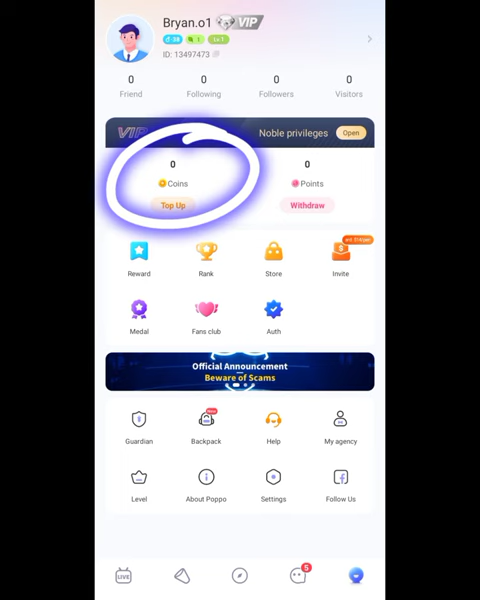 Bryan.o1 VIP
Lv.1
ID: 13497473
0 0 0 0
Friend Following Followers Visitors
VIP Noble privileges Open
0 0
Coins Points
Top Up Withdraw
Reward Rank Store Invite
Medal Fans club Auth
Official Announcement
Beware of Scams
New
Guardian Backpack Help My agency
Level About Poppo Settings Follow Us
LIVE 5